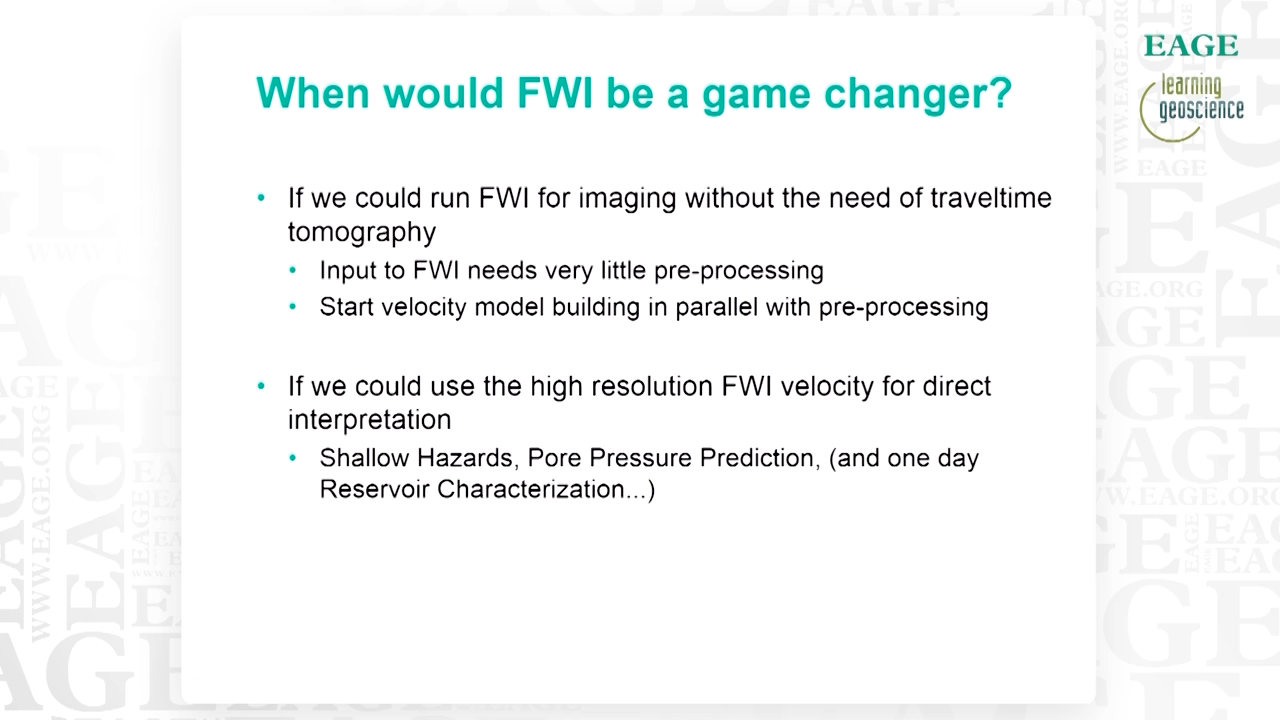 When would FWI be a game changer?
EAGE
learning
geoscience
• If we could run FWI for imaging without the need of traveltime
tomography
• Input to FWI needs very little pre-processing
• Start velocity model building in parallel with pre-processing
• If we could use the high resolution FWI velocity for direct
interpretation
• Shallow Hazards, Pore Pressure Prediction, (and one day
Reservoir Characterization...)